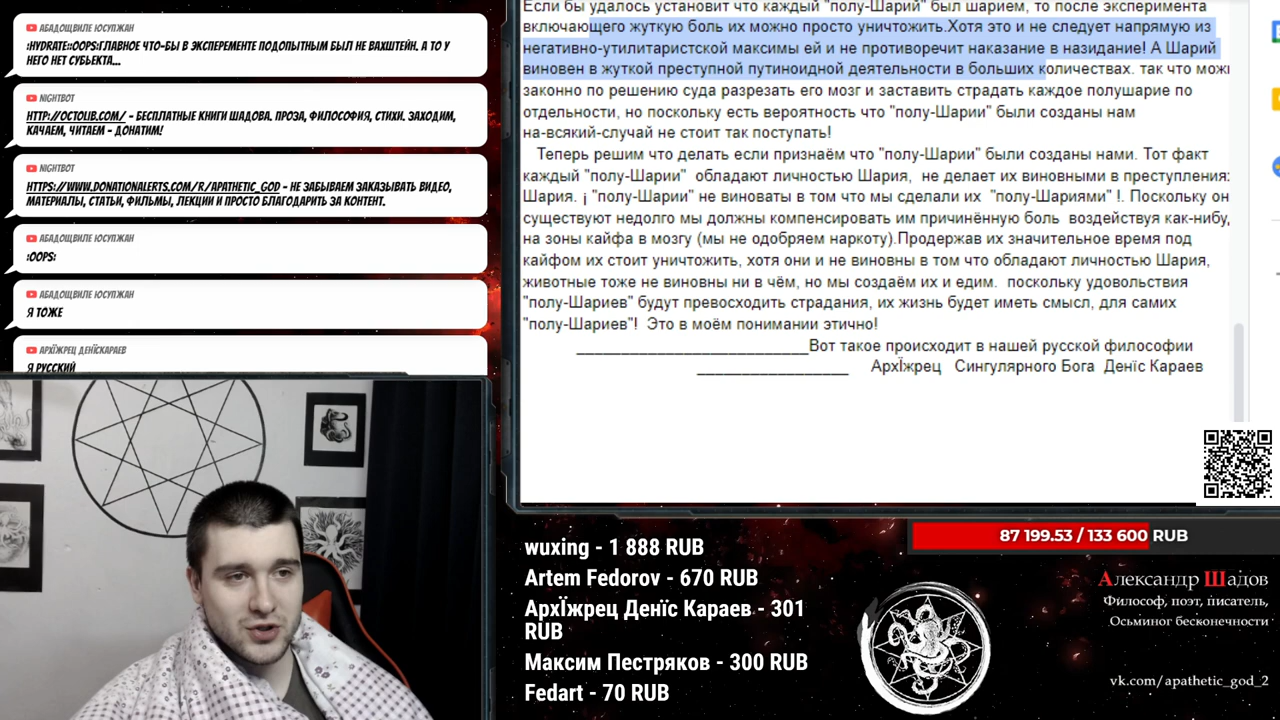 АБАДОЩВИЛЕ ЮСУПЖАН
:HYDRATE::OOPS:ГЛАВНОЕ ЧТО-БЫ В ЭКСПЕРЕМЕНТЕ ПОДОПЫТНЫМ БЫЛ НЕ ВАХШТЕЙН. А ТО У
НЕГО НЕТ СУБЬЕКТА...
NIGHTBOT
HTTP://OCTOLIB.COM/ - БЕСПЛАТНЫЕ КНИГИ ШАДОВА. ПРОЗА, ФИЛОСОФИЯ, СТИХИ. ЗАХОДИМ,
КАЧАЕМ, ЧИТАЕМ - ДОНАТИМ!
NIGHTBOT
HTTPS://WWW.DONATIONALERTS.COM/R/APATHETIC_GOD - НЕ ЗАБЫВАЕМ ЗАКАЗЫВАТЬ ВИДЕО,
МАТЕРИАЛЫ, СТАТЬИ, ФИЛЬМЫ, ЛЕКЦИИ И ПРОСТО БЛАГОДАРИТЬ ЗА КОНТЕНТ.
АБАДОЩВИЛЕ ЮСУПЖАН
:OOPS:
АБАДОЩВИЛЕ ЮСУПЖАН
Я ТОЖЕ
АРХЇЖРЕЦ ДЕНЇСКАРАЕВ
Я РУССКИЙ
Если бы удалось установит что каждый "полу-Шарий" был шарием, то после эксперимента
включающего жуткую боль их можно просто уничтожить.Хотя это и не следует напрямую из
негативно-утилитаристской максимы ей и не противоречит наказание в назидание! А Шарий
виновен в жуткой преступной путиноидной деятельности в больших количествах. так что можн
законно по решению суда разрезать его мозг и заставить страдать каждое полушарие по
отдельности, но поскольку есть вероятность что "полу-Шарии" были созданы нам
на-всякий-случай не стоит так поступать!
Теперь решим что делать если признаём что "полу-Шарии" были созданы нами. Тот факт
каждый "полу-Шарии" обладают личностью Шария, не делает их виновными в преступления
Шария. ¡ "полу-Шарии" не виноваты в том что мы сделали их "полу-Шариями" !. Поскольку он
существуют недолго мы должны компенсировать им причинённую боль воздействуя как-нибу
на зоны кайфа в мозгу (мы не одобряем наркоту).Продержав их значительное время под
кайфом их стоит уничтожить, хотя они и не виновны в том что обладают личностью Шария,
животные тоже не виновны ни в чём, но мы создаём их и едим. поскольку удовольствия
"полу-Шариев" будут превосходить страдания, их жизнь будет иметь смысл, для самих
"полу-Шариев"! Это в моём понимании этично!
__________________________Вот такое происходит в нашей русской философии
_________________ АрхЇжрец Сингулярного Бога Денїс Караев
87 199.53 / 133 600 RUB
wuxing - 1 888 RUB
Artem Fedorov - 670 RUB
АрхЇжрец Денїс Караев - 301
RUB
Максим Пестряков - 300 RUB
Fedart - 70 RUB
Александр Шадов
Философ, поэт, писатель,
Осьминог бесконечности
vk.com/apathetic_god_2